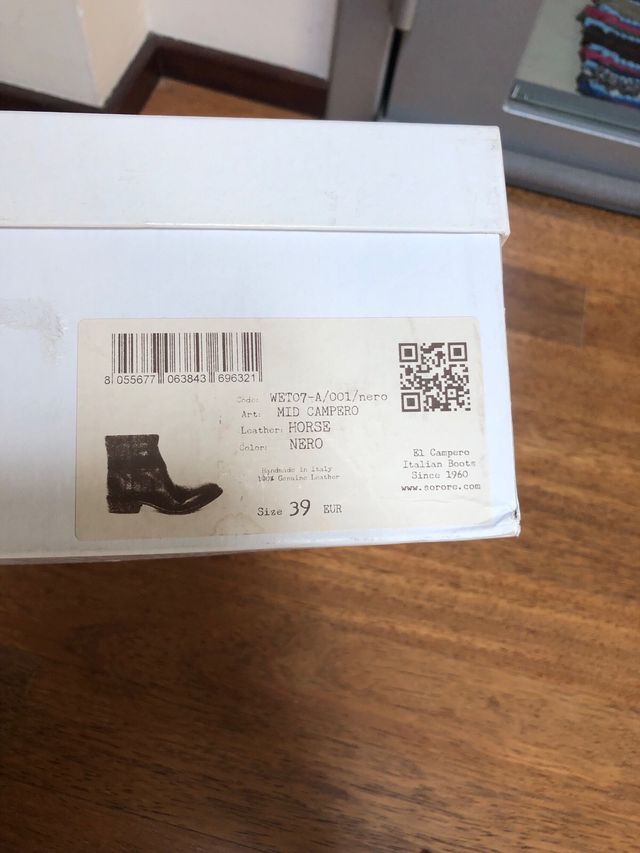 8 055677 063843 696321
Code: WET07-A/001/nero
Art: MID CAMPERO
Leather: HORSE
Color: NERO
Handmade in Italy
100% Genuine Leather
Size 39 EUR
El Campero
Italian Boots
Since 1960
www.sorore.com